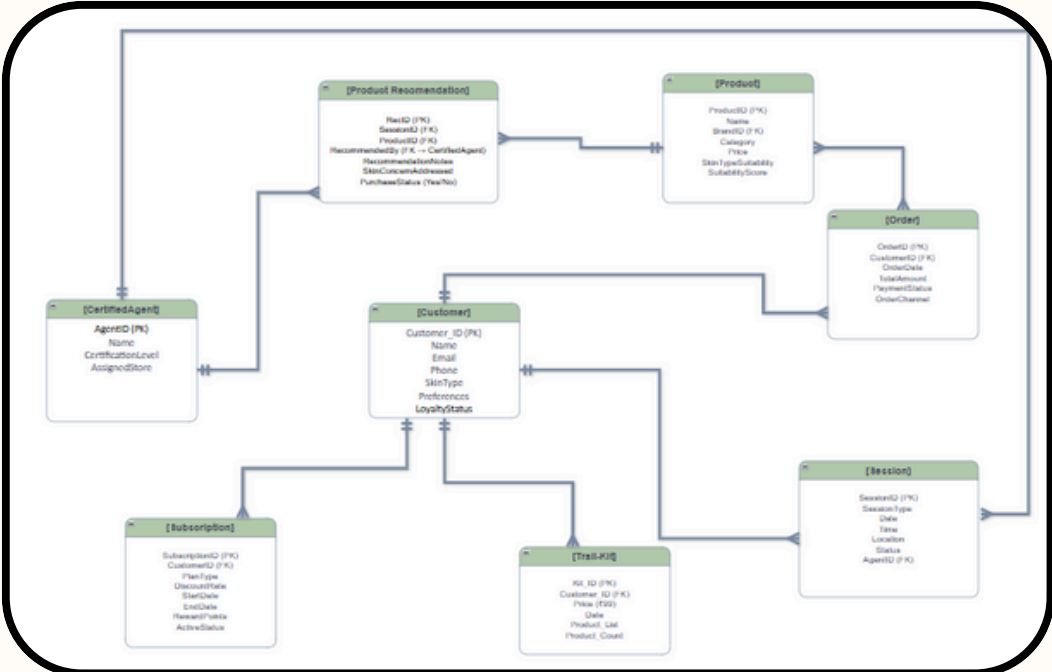 [Product Recomendation]
RecID (PK)
SessionID (FK)
ProductID (FK)
RecommendedBy (FK → CertifiedAgent)
RecommendationNotes
SkinConcernAddressed
PurchaseStatus (Yes/No)
[Product]
ProductID (PK)
Name
BrandID (FK)
Category
Price
SkinTypeSuitability
SuitabilityScore
[Order]
OrderID (PK)
CustomerID (FK)
OrderDate
TotalAmount
PaymentStatus
OrderChannel
[CertifiedAgent]
AgentID (PK)
Name
CertificationLevel
AssignedStore
[Customer]
Customer_ID (PK)
Name
Email
Phone
SkinType
Preferences
LoyaltyStatus
[Session]
SessionID (PK)
SessionType
Date
Time
Location
Status
AgentID (FK)
[Subscription]
SubscriptionID (PK)
CustomerID (FK)
PlanType
DiscountRate
StartDate
EndDate
RewardPoints
ActiveStatus
[Trail-Kit]
Kit_ID (PK)
Customer_ID (FK)
Price (₹99)
Date
Product_List
Product_Count